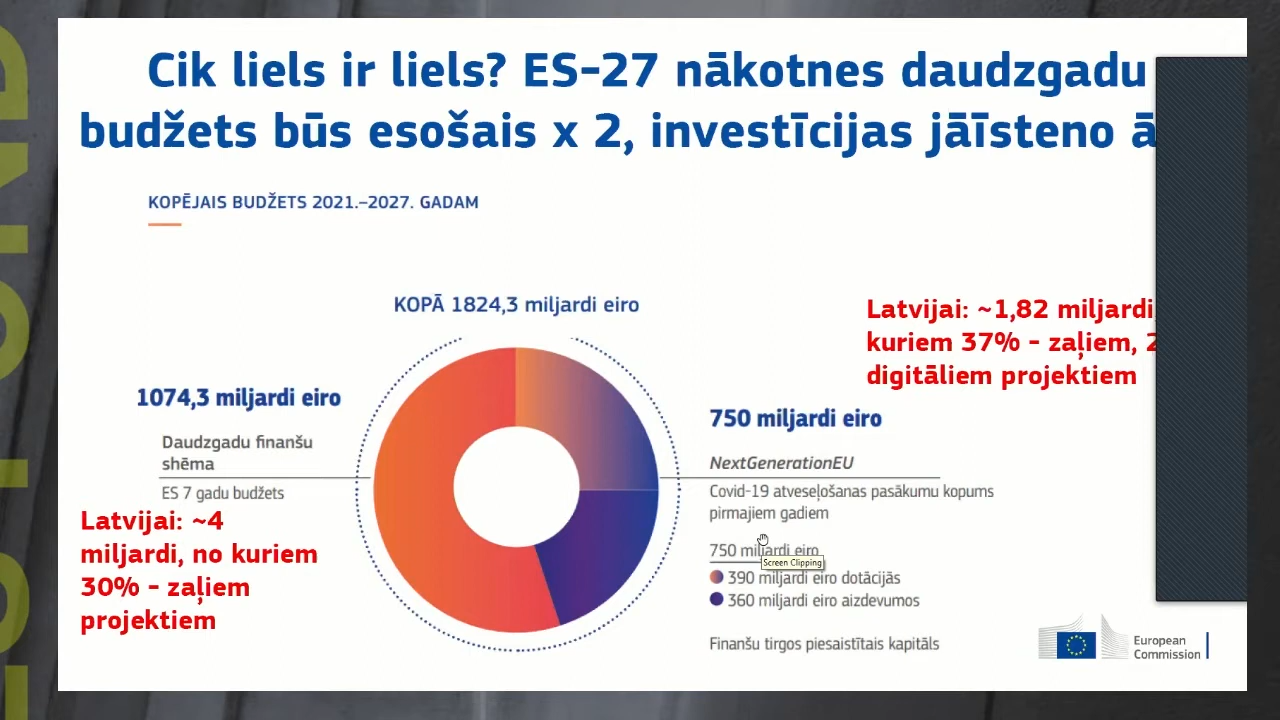 Cik liels ir liels? ES-27 nākotnes daudzgadu
budžets būs esošais x 2, investīcijas jāīsteno
KOPĒJAIS BUDŽETS 2021.–2027. GADAM
KOPĀ 1824,3 miljardi eiro
1074,3 miljardi eiro
Daudzgadu finanšu
shēma
ES 7 gadu budžets
Latvijai: ~4
miljardi, no kuriem
30% - zaļiem
projektiem
Latvijai: ~1,82 miljardi
kuriem 37% - zaļiem,
digitāliem projektiem
750 miljardi eiro
NextGenerationEU
Covid-19 atveseļošanas pasākumu kopums
pirmajiem gadiem
750 miljardi eiro
Screen Clipping
390 miljardi eiro dotācijās
360 miljardi eiro aizdevumos
Finanšu tirgos piesaistītais kapitāls
European
Commission